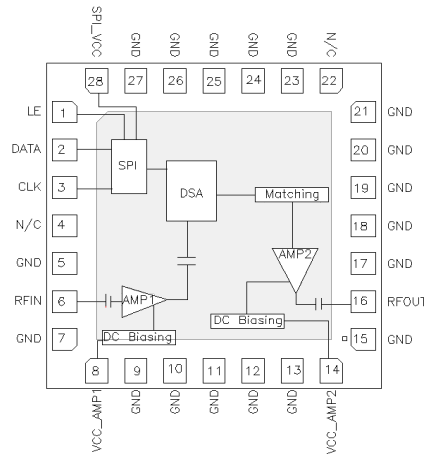 SPI_VCC
GND
GND
GND
GND
GND
N/C
28
27
26
25
24
23
22
LE
1
DATA
2
CLK
3
N/C
4
GND
5
RFIN
6
GND
7
21
GND
20
GND
19
GND
18
GND
17
GND
16
RFOUT
15
GND
SPI
DSA
Matching
AMP2
AMP1
DC Biasing
DC Biasing
8
9
10
11
12
13
14
VCC_AMP1
GND
GND
GND
GND
GND
VCC_AMP2